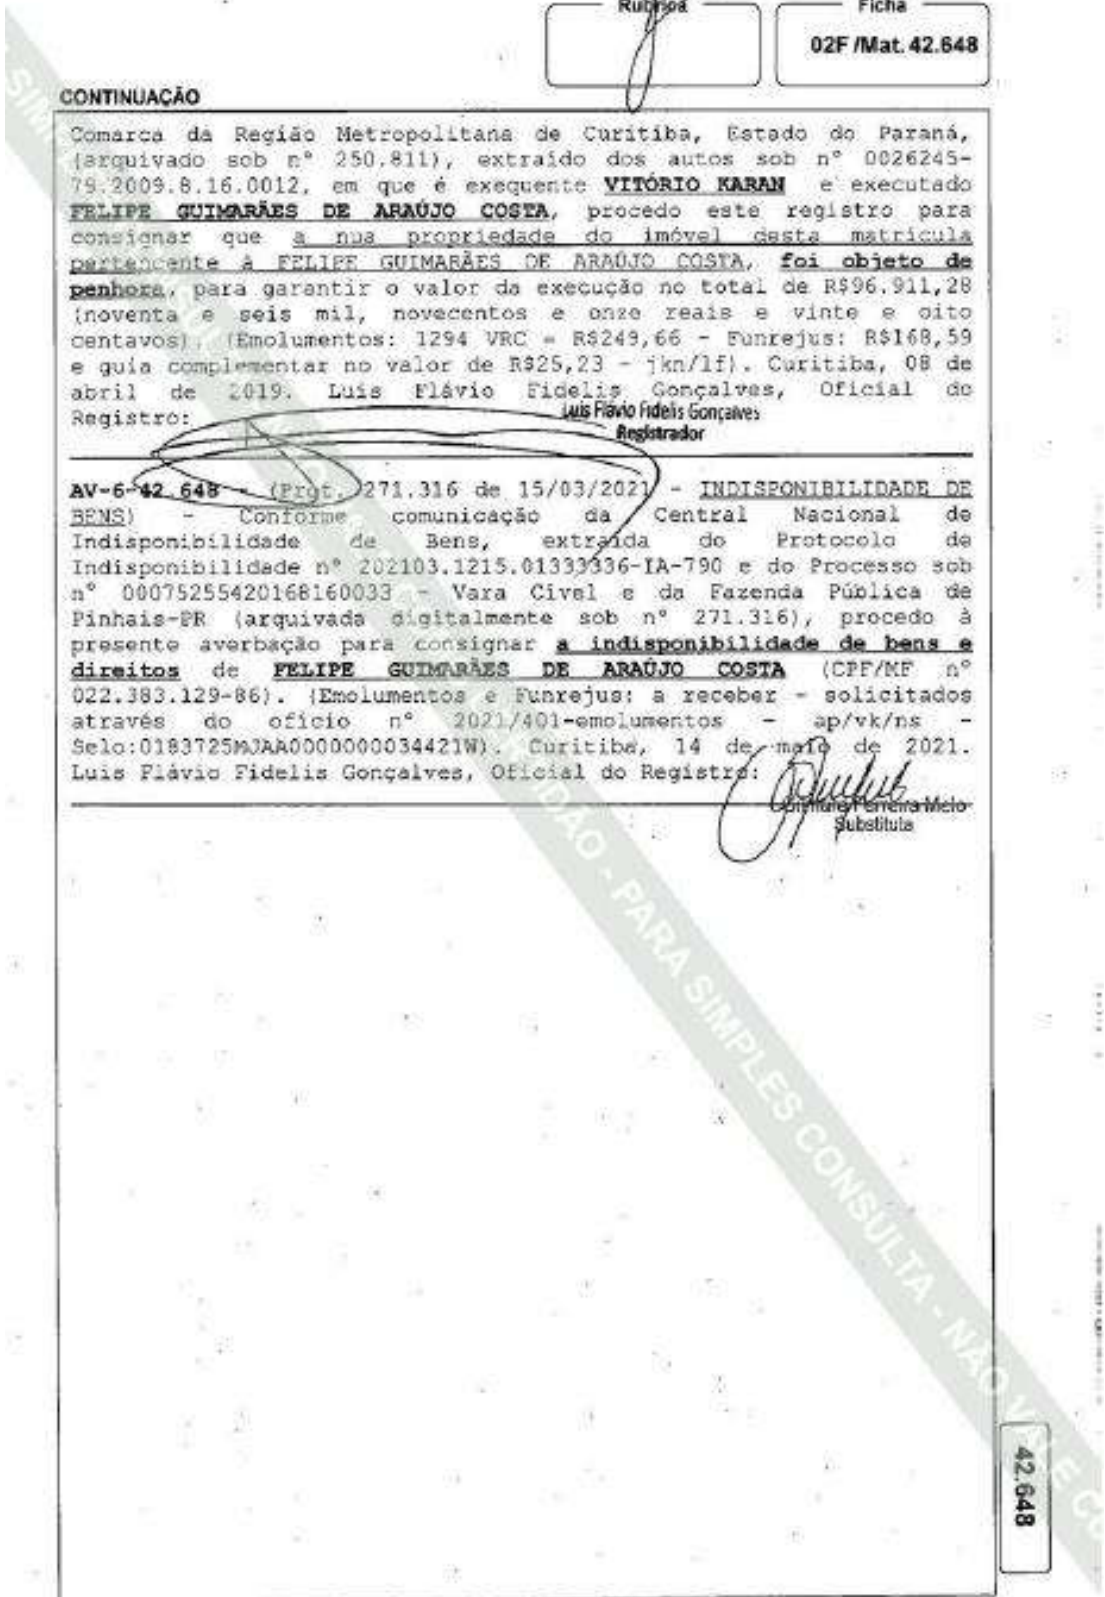 Rubrica
Ficha
02F /Mat. 42.648
CONTINUAÇÃO
Comarca da Região Metropolitana de Curitiba, Estado do Paraná,
(arquivado sob nº 250.811), extraído dos autos sob nº 0026245-
79.2009.8.16.0012, em que é exequente VITÓRIO KARAN e executado
FELIPE GUIMARÃES DE ARAÚJO COSTA, procedo este registro para
consignar que a nua propriedade do imóvel desta matrícula
pertencente à FELIPE GUIMARÃES DE ARAÚJO COSTA, foi objeto de
penhora, para garantir o valor da execução no total de R$96.911,28
(noventa e seis mil, novecentos e onze reais e vinte e oito
centavos). (Emolumentos: 1294 VRC = R$249,66 - Funrejus: R$168,59
e guia complementar no valor de R$25,23 - jkn/lf). Curitiba, 08 de
abril de 2019. Luis Flávio Fidelis Gonçalves, Oficial do
Registro:
Luis Flávio Fidelis Gonçalves
Registrador
AV-6-42.648 - (Prot. 271.316 de 15/03/2021 - INDISPONIBILIDADE DE
BENS) - Conforme comunicação da Central Nacional de
Indisponibilidade de Bens, extraída do Protocolo de
Indisponibilidade nº 202103.1215.01333336-IA-790 e do Processo sob
nº 00075255420168160033 - Vara Cível e da Fazenda Pública de
Pinhais-PR (arquivada digitalmente sob nº 271.316), procedo à
presente averbação para consignar a indisponibilidade de bens e
direitos de FELIPE GUIMARÃES DE ARAÚJO COSTA (CPF/MF nº
022.383.129-86). (Emolumentos e Funrejus: a receber - solicitados
através do ofício nº 2021/401-emolumentos - ap/vk/ns -
Selo:0183725MJAA0000000034421W). Curitiba, 14 de maio de 2021.
Luis Flávio Fidelis Gonçalves, Oficial do Registro:
Ferreira Melo
Substituta
PARA SIMPLES CONSULTA - NÃO VALE CO
42.648